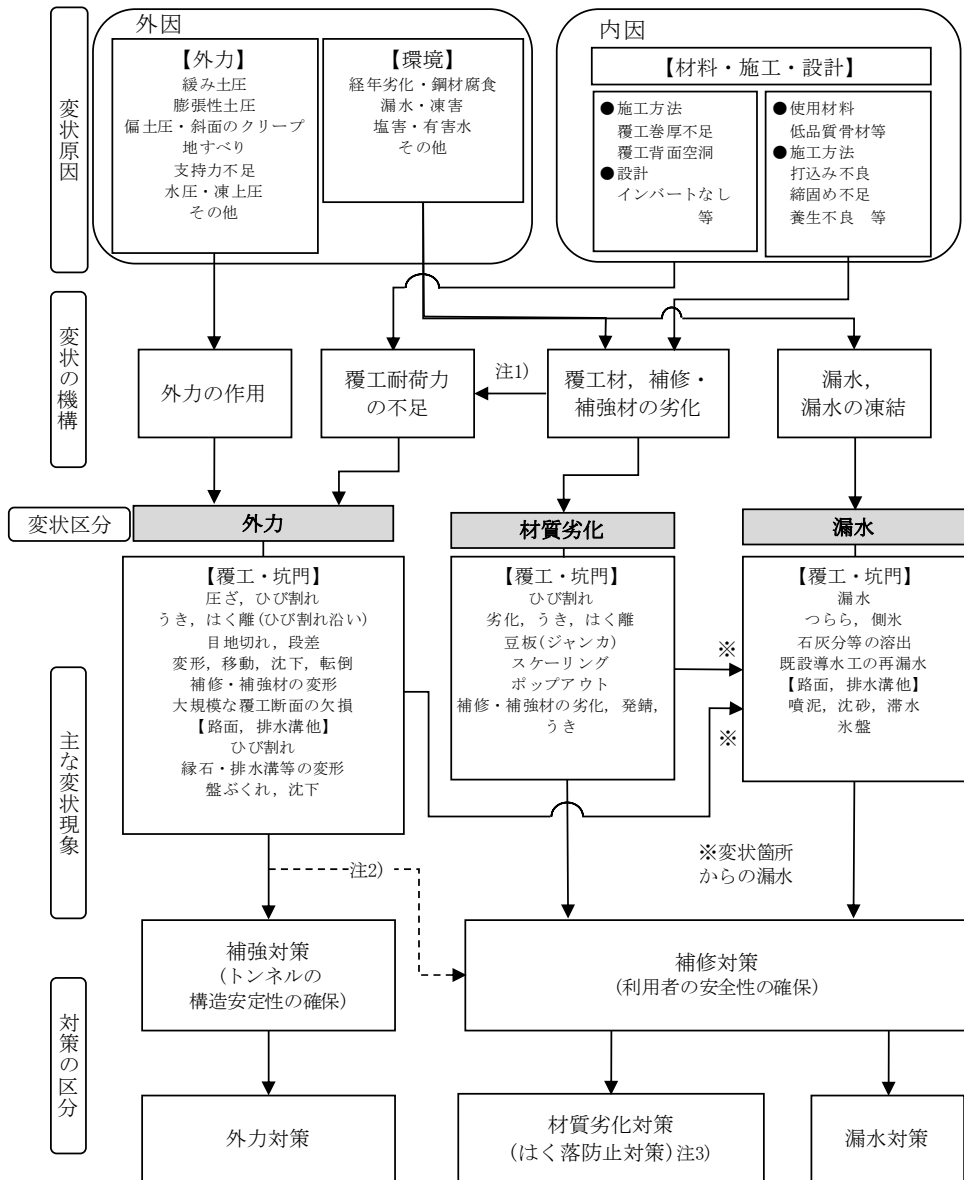 変状原因
外因
【外力】
緩み土圧
膨張性土圧
偏土圧・斜面のクリープ
地すべり
支持力不足
水圧・凍上圧
その他
【環境】
経年劣化・鋼材腐食
漏水・凍害
塩害・有害水
その他
内因
【材料・施工・設計】
●施工方法
覆工巻厚不足
覆工背面空洞
●設計
インバートなし
等
●使用材料
低品質骨材等
●施工方法
打込み不良
締固め不足
養生不良 等
変状の機構
外力の作用
覆工耐荷力
の不足
注1)
覆工材，補修・
補強材の劣化
漏水，
漏水の凍結
変状区分
外力
材質劣化
漏水
主な変状現象
【覆工・坑門】
圧ざ，ひび割れ
うき，はく離(ひび割れ沿い)
目地切れ，段差
変形，移動，沈下，転倒
補修・補強材の変形
大規模な覆工断面の欠損
【路面，排水溝他】
ひび割れ
縁石・排水溝等の変形
盤ぶくれ，沈下
【覆工・坑門】
ひび割れ
劣化，うき，はく離
豆板(ジャンカ)
スケーリング
ポップアウト
補修・補強材の劣化，発錆，
うき
※
※
【覆工・坑門】
漏水
つらら，側氷
石灰分等の溶出
既設導水工の再漏水
【路面，排水溝他】
噴泥，沈砂，滞水
氷盤
注2)
※変状箇所
からの漏水
対策の区分
補強対策
(トンネルの
構造安定性の確保)
補修対策
(利用者の安全性の確保)
外力対策
材質劣化対策
(はく落防止対策)注3)
漏水対策